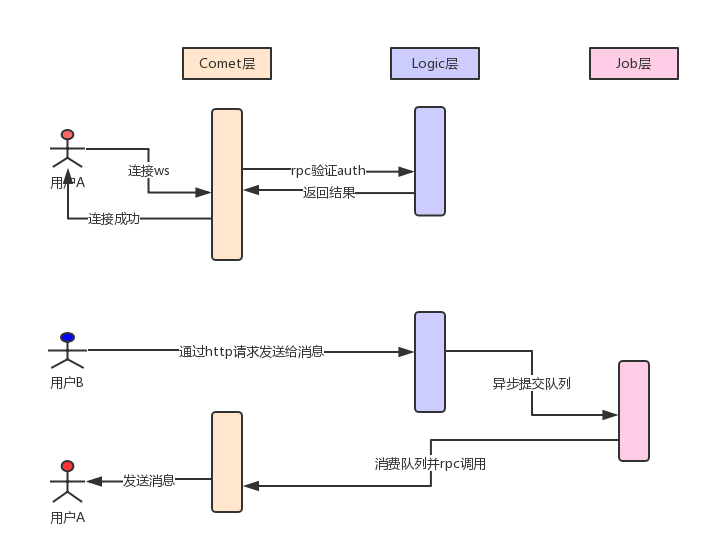 Comet层
Logic层
Job层
连接ws
rpc验证auth
用户A
返回结果
连接成功
通过http请求发送给消息
用户B
异步提交队列
消费队列并rpc调用
发送消息
用户A